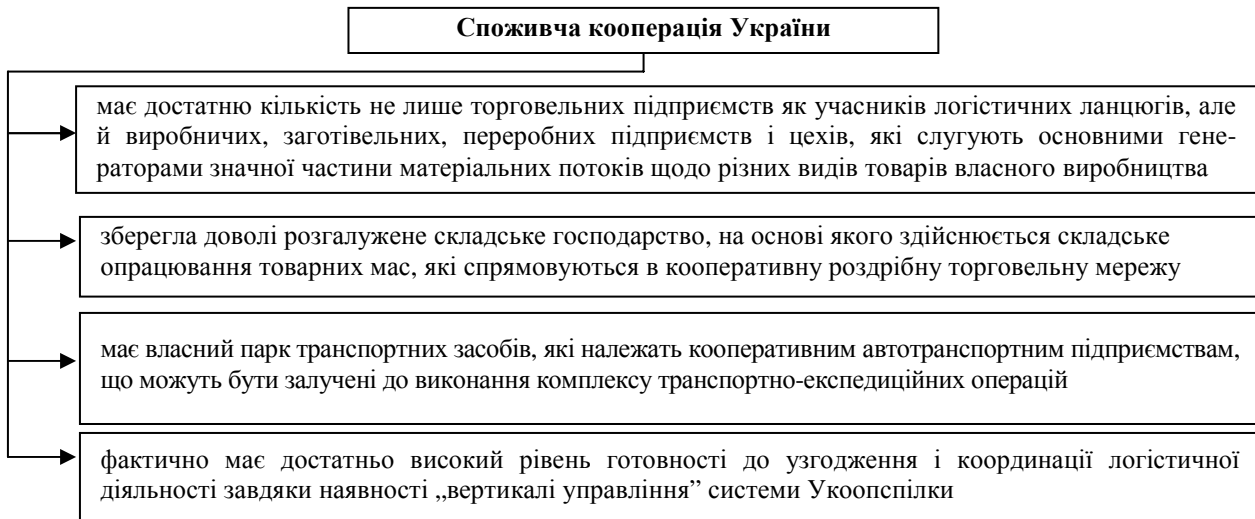 Споживча кооперація України
має достатню кількість не лише торговельних підприємств як учасників логістичних ланцюгів, але
й виробничих, заготівельних, переробних підприємств і цехів, які слугують основними гене-
раторами значної частини матеріальних потоків щодо різних видів товарів власного виробництва
зберегла доволі розгалужене складське господарство, на основі якого здійснюється складське
опрацювання товарних мас, які спрямовуються в кооперативну роздрібну торговельну мережу
має власний парк транспортних засобів, які належать кооперативним автотранспортним підприємствам,
що можуть бути залучені до виконання комплексу транспортно-експедиційних операцій
фактично має достатньо високий рівень готовності до узгодження і координації логістичної
діяльності завдяки наявності „вертикалі управління” системи Укоопспілки